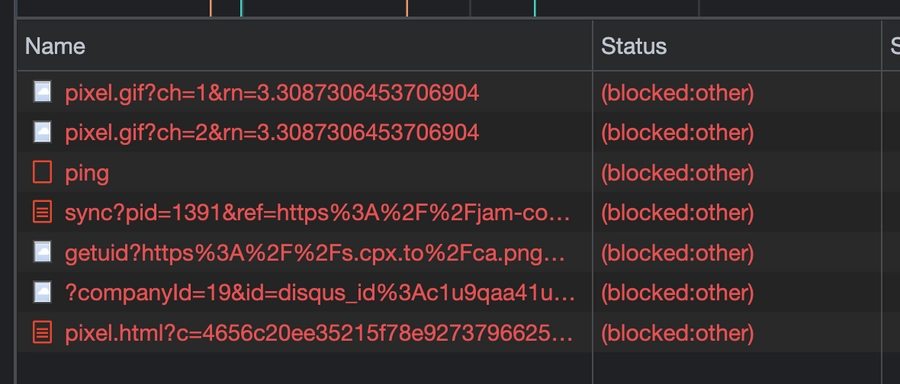 Name Status S
pixel.gif?ch=1&rn=3.3087306453706904 (blocked:other)
pixel.gif?ch=2&rn=3.3087306453706904 (blocked:other)
ping (blocked:other)
sync?pid=1391&ref=https%3A%2F%2Fjam-co… (blocked:other)
getuid?https%3A%2F%2Fs.cpx.to%2Fca.png… (blocked:other)
?companyId=19&id=disqus_id%3Ac1u9qaa41u… (blocked:other)
pixel.html?c=4656c20ee35215f78e9273796625… (blocked:other)